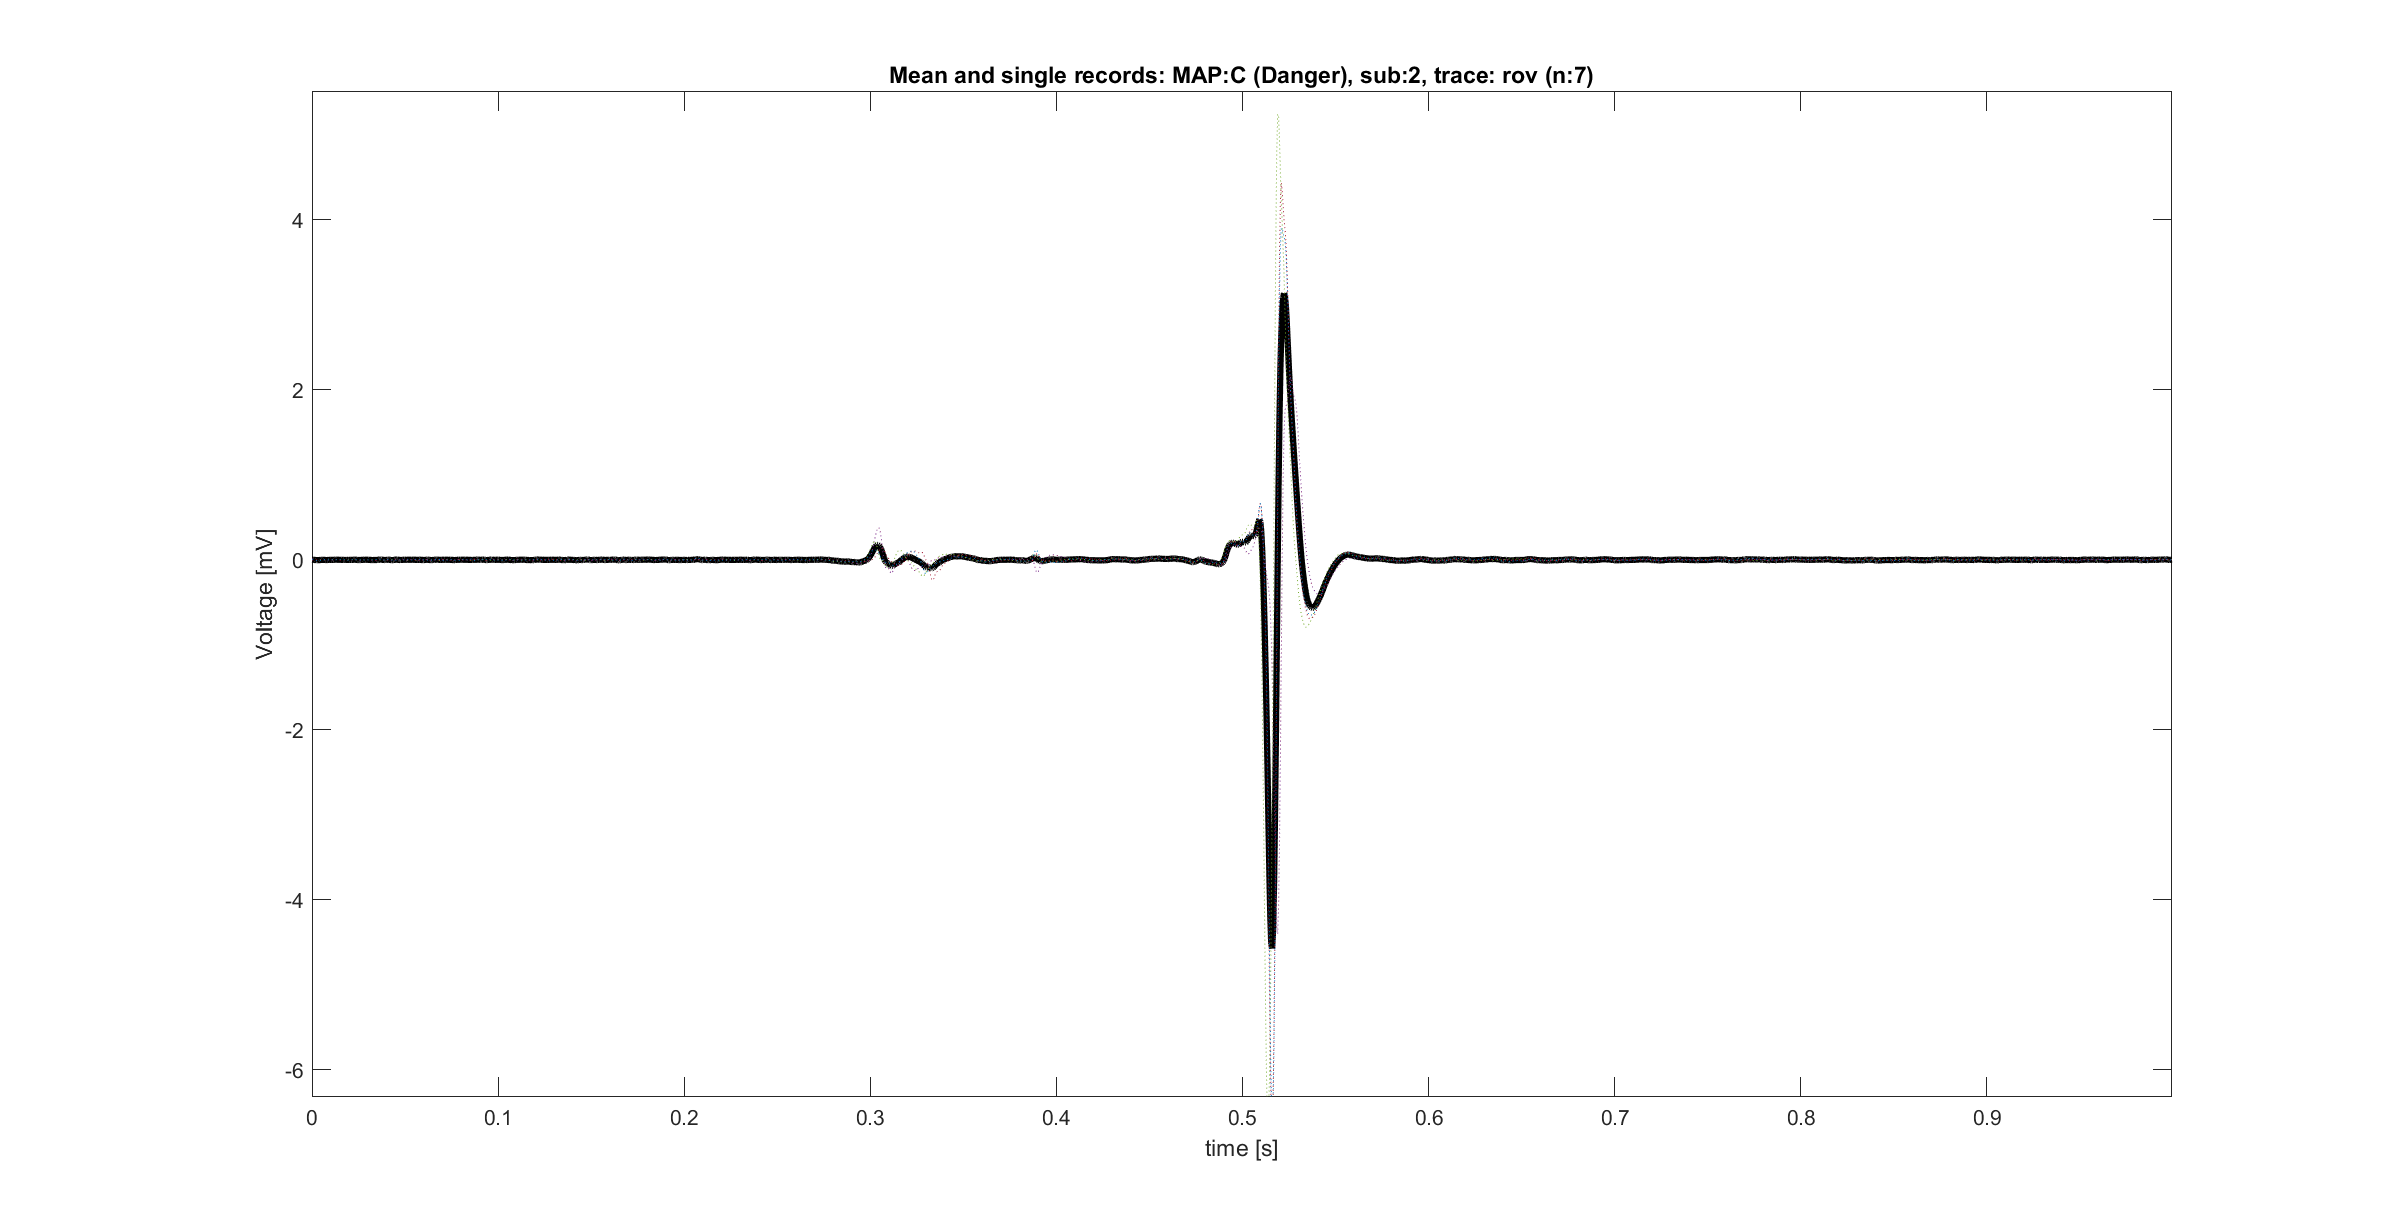 Mean and single records: MAP:C (Danger), sub:2, trace: rov (n:7)
4
2
0
-2
-4
-6
Voltage [mV]
0 0.1 0.2 0.3 0.4 0.5 0.6 0.7 0.8 0.9
time [s]